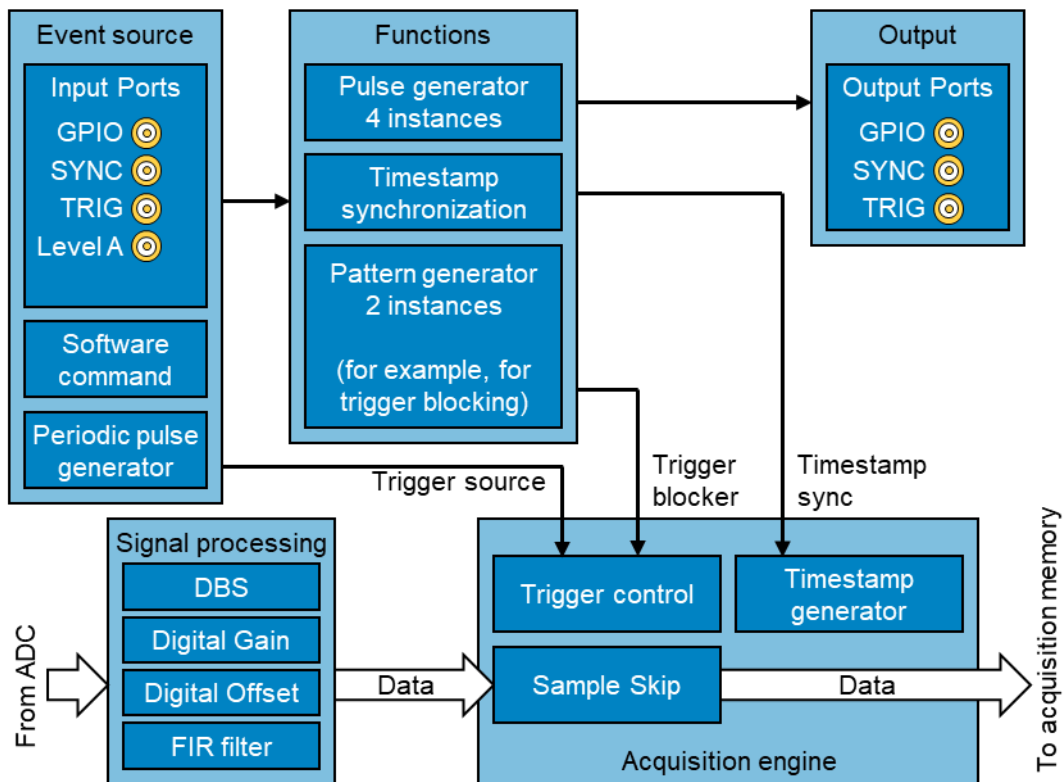 Event source
Input Ports
GPIO
SYNC
TRIG
Level A
Software
command
Periodic pulse
generator
Functions
Pulse generator
4 instances
Timestamp
synchronization
Pattern generator
2 instances
(for example, for
trigger blocking)
Output
Output Ports
GPIO
SYNC
TRIG
Trigger source
Trigger
blocker
Timestamp
sync
From ADC
Signal processing
DBS
Digital Gain
Digital Offset
FIR filter
Data
Trigger control
Timestamp
generator
Sample Skip
Data
Acquisition engine
To acquisition memory